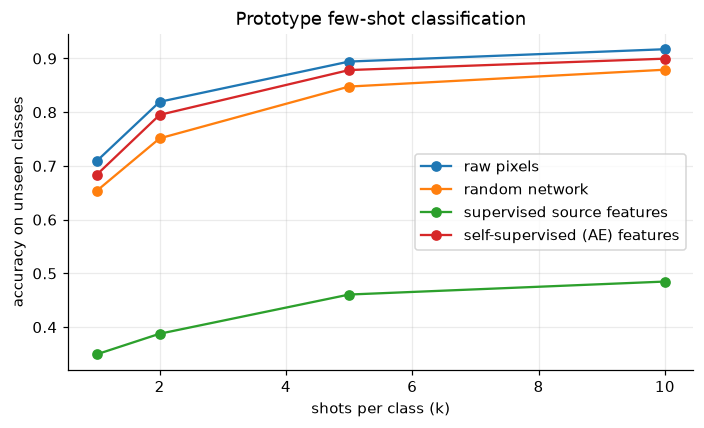 Prototype few-shot classification
accuracy on unseen classes
0.9
0.8
0.7
0.6
0.5
0.4
raw pixels
random network
supervised source features
self-supervised (AE) features
2
4
6
8
10
shots per class (k)